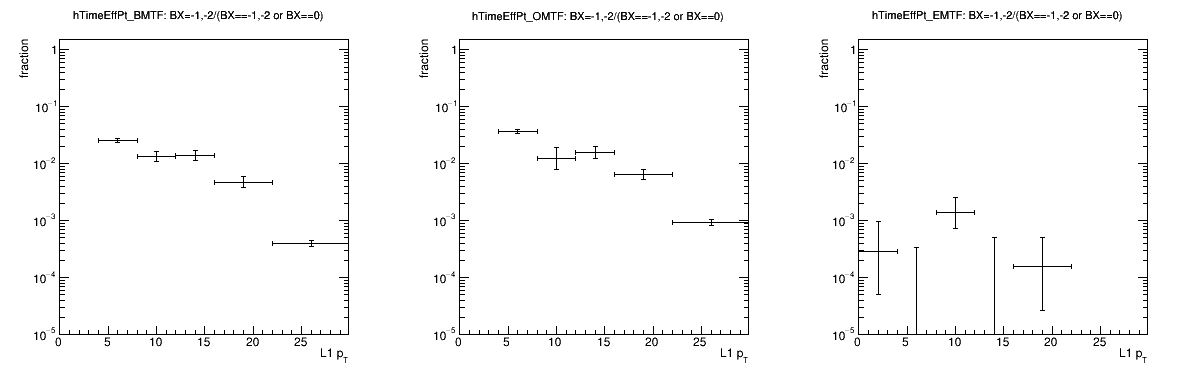 hTimeEffPt_BMTF: BX=-1,-2/(BX==-1,-2 or BX==0)
fraction
1
10⁻¹
10⁻²
10⁻³
10⁻⁴
10⁻⁵
0 5 10 15 20 25
L1 p_T
hTimeEffPt_OMTF: BX=-1,-2/(BX==-1,-2 or BX==0)
fraction
1
10⁻¹
10⁻²
10⁻³
10⁻⁴
10⁻⁵
0 5 10 15 20 25
L1 p_T
hTimeEffPt_EMTF: BX=-1,-2/(BX==-1,-2 or BX==0)
fraction
1
10⁻¹
10⁻²
10⁻³
10⁻⁴
10⁻⁵
0 5 10 15 20 25
L1 p_T